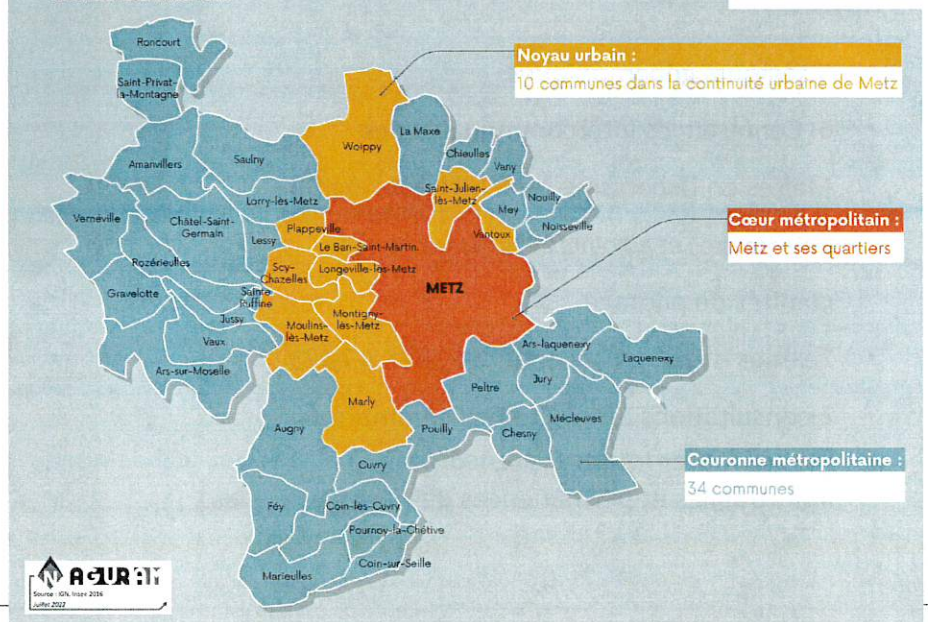 Roncourt
Saint-Privat-
la-Montagne
Noyau urbain :
10 communes dans la continuité urbaine de Metz
Woippy
La Maxe
Chieulles
Vany
Amanvillers
Saulny
Saint-Julien-
lès-Metz
Nouilly
Mey
Lorry-lès-Metz
Vernéville
Châtel-Saint-
Germain
Plappeville
Vantoux
Noisseville
Cœur métropolitain :
Metz et ses quartiers
Lessy
Le Ban-Saint-Martin
Rozérieulles
Scy-
Chazelles
Longeville-lès-Metz
METZ
Gravelotte
Sainte
Ruffine
Jussy
Moulins-
lès-Metz
Montigny-
lès-Metz
Vaux
Ars-laquenexy
Laquenexy
Ars-sur-Moselle
Peltre
Jury
Marly
Mécleuves
Augny
Pouilly
Chesny
Cuvry
Couronne métropolitaine :
34 communes
Féy
Coin-lès-Cuvry
Pournoy-la-Chétive
Coin-sur-Seille
Marieulles
N
AGURAM
Source : IGN, Insee 2016
Juillet 2022